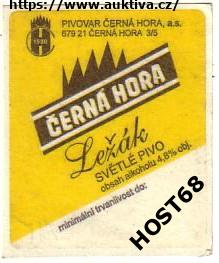 https://www.auktiva.cz/
PIVOVAR ČERNÁ HORA, a.s.
679 21 ČERNÁ HORA 3/5
1530
ČERNÁ HORA
Ležák
SVĚTLÉ PIVO
obsah alkoholu 4,8% obj.
minimální trvanlivost do:
HOST68